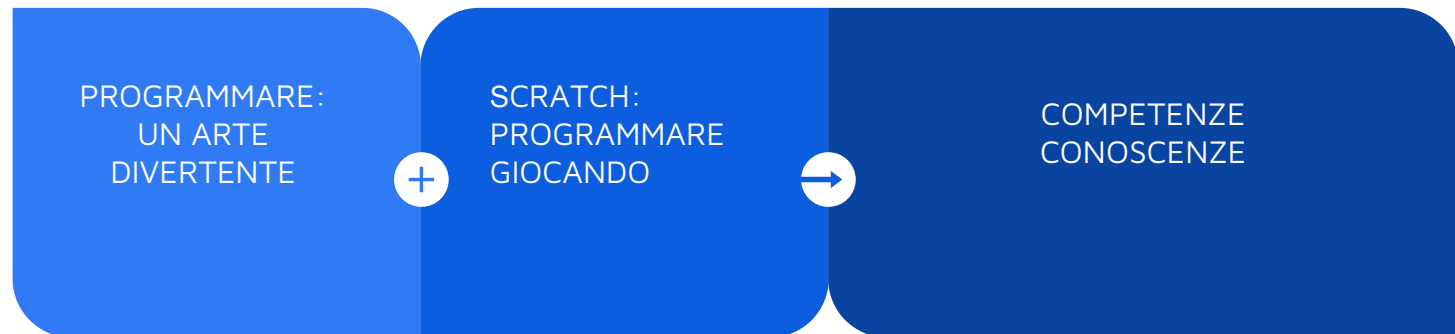 PROGRAMMARE:
UN ARTE
DIVERTENTE
SCRATCH:
PROGRAMMARE
GIOCANDO
COMPETENZE
CONOSCENZE